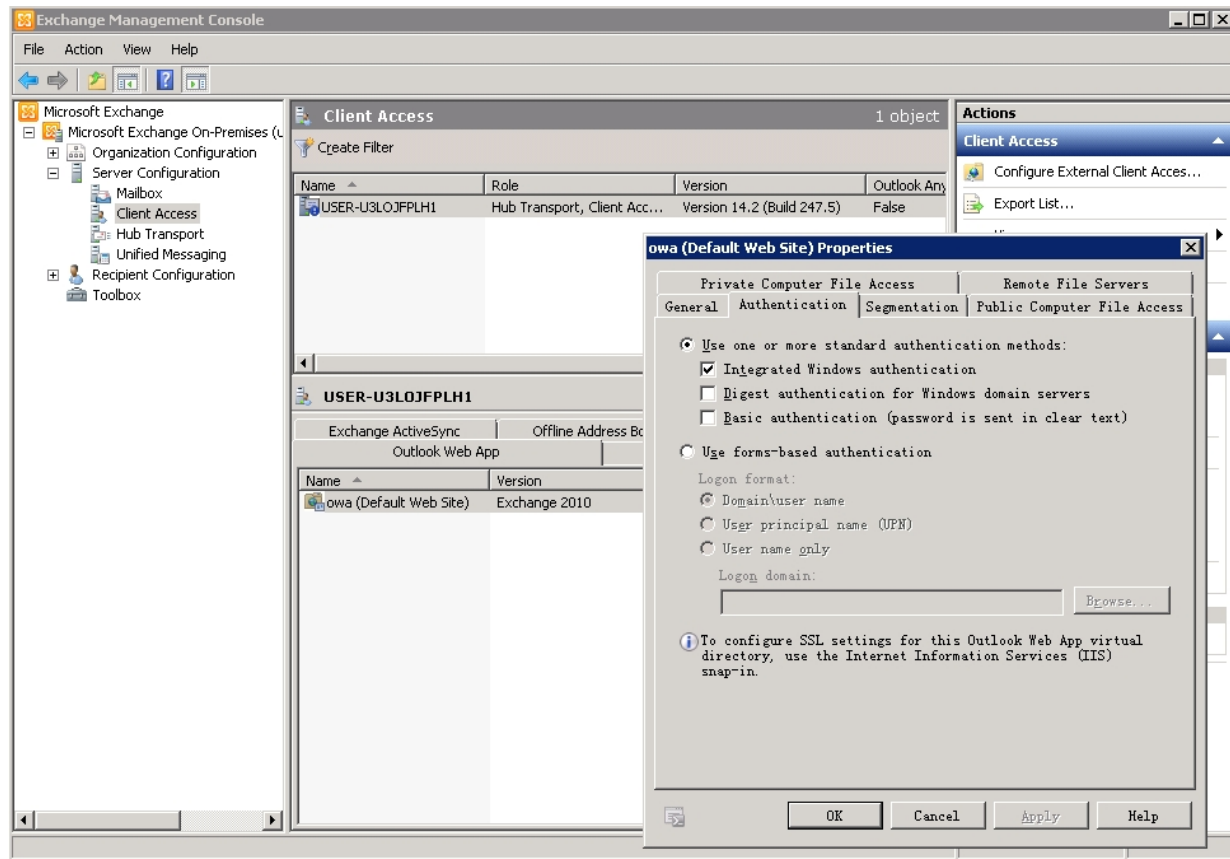 Exchange Management Console
File Action View Help
Microsoft Exchange
Microsoft Exchange On-Premises (
Organization Configuration
Server Configuration
Mailbox
Client Access
Hub Transport
Unified Messaging
Recipient Configuration
Toolbox
Client Access 1 object
Create Filter
Name Role Version Outlook Any
USER-U3LOJFPLH1 Hub Transport, Client Acc... Version 14.2 (Build 247.5) False
USER-U3LOJFPLH1
Exchange ActiveSync Offline Address Bo
Outlook Web App
Name Version
owa (Default Web Site) Exchange 2010
Actions
Client Access
Configure External Client Acces...
Export List...
owa (Default Web Site) Properties
Private Computer File Access Remote File Servers
General Authentication Segmentation Public Computer File Access
Use one or more standard authentication methods:
Integrated Windows authentication
Digest authentication for Windows domain servers
Basic authentication (password is sent in clear text)
Use forms-based authentication
Logon format:
Domain\user name
User principal name (UPN)
User name only
Logon domain:
Browse...
To configure SSL settings for this Outlook Web App virtual
directory, use the Internet Information Services (IIS)
snap-in.
OK Cancel Apply Help